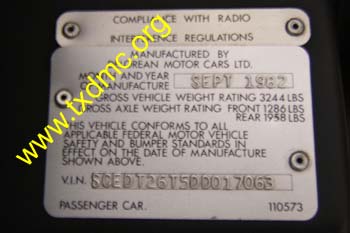 COMPLIANCE WITH RADIO
INTERFERENCE REGULATIONS
MANUFACTURED BY
OREAN MOTOR CARS LTD.
MONTH AND YEAR
OF MANUFACTURE SEPT 1982
GROSS VEHICLE WEIGHT RATING 3244 LBS
GROSS AXLE WEIGHT RATING FRONT 1286 LBS
REAR 1958 LBS
THIS VEHICLE CONFORMS TO ALL
APPLICABLE FEDERAL MOTOR VEHICLE
SAFETY AND BUMPER STANDARDS IN
EFFECT ON THE DATE OF MANUFACTURE
SHOWN ABOVE.
V.I.N. SCEDT26T5DD017063
PASSENGER CAR. 110573
www.txdmc.org